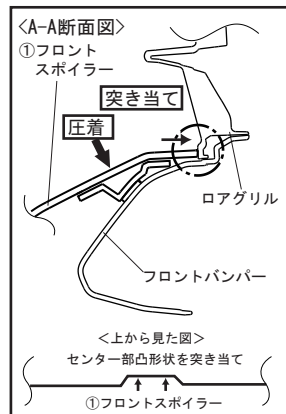 <A-A断面図>
①フロント
スポイラー
突き当て
圧着
ロアグリル
フロントバンパー
<上から見た図>
センター部凸形状を突き当て
①フロントスポイラー